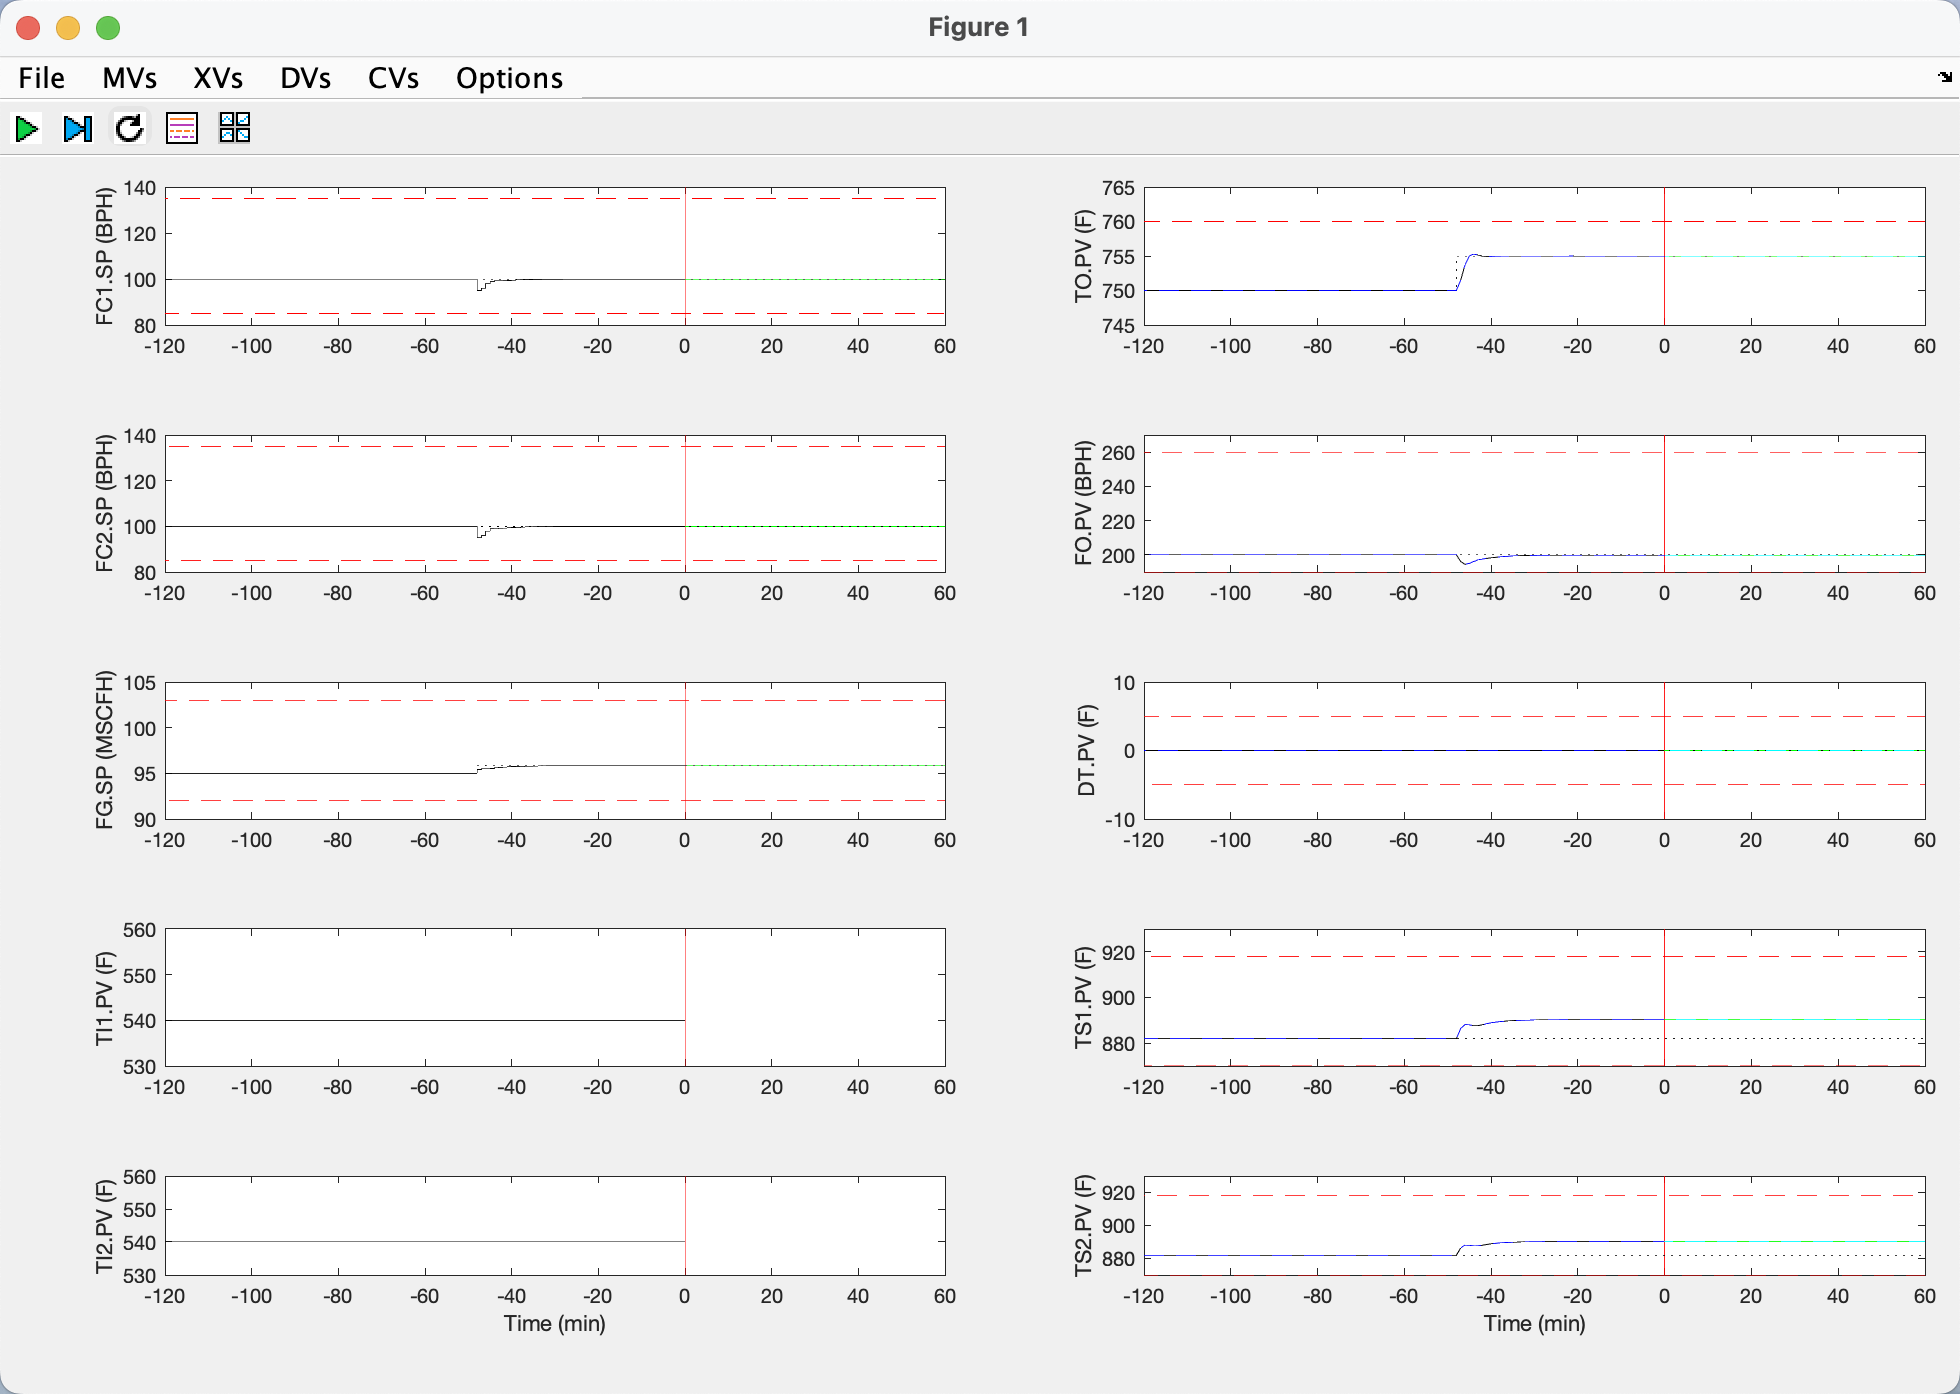 Figure 1
File MVs XVs DVs CVs Options
FC1.SP (BPH)
140
120
100
80
-120 -100 -80 -60 -40 -20 0 20 40 60
TO.PV (F)
765
760
755
750
745
-120 -100 -80 -60 -40 -20 0 20 40 60
FC2.SP (BPH)
140
120
100
80
-120 -100 -80 -60 -40 -20 0 20 40 60
FO.PV (BPH)
260
240
220
200
-120 -100 -80 -60 -40 -20 0 20 40 60
FG.SP (MSCFH)
105
100
95
90
-120 -100 -80 -60 -40 -20 0 20 40 60
DT.PV (F)
10
0
-10
-120 -100 -80 -60 -40 -20 0 20 40 60
TI1.PV (F)
560
550
540
530
-120 -100 -80 -60 -40 -20 0 20 40 60
TS1.PV (F)
920
900
880
-120 -100 -80 -60 -40 -20 0 20 40 60
TI2.PV (F)
560
550
540
530
-120 -100 -80 -60 -40 -20 0 20 40 60
Time (min)
TS2.PV (F)
920
900
880
-120 -100 -80 -60 -40 -20 0 20 40 60
Time (min)